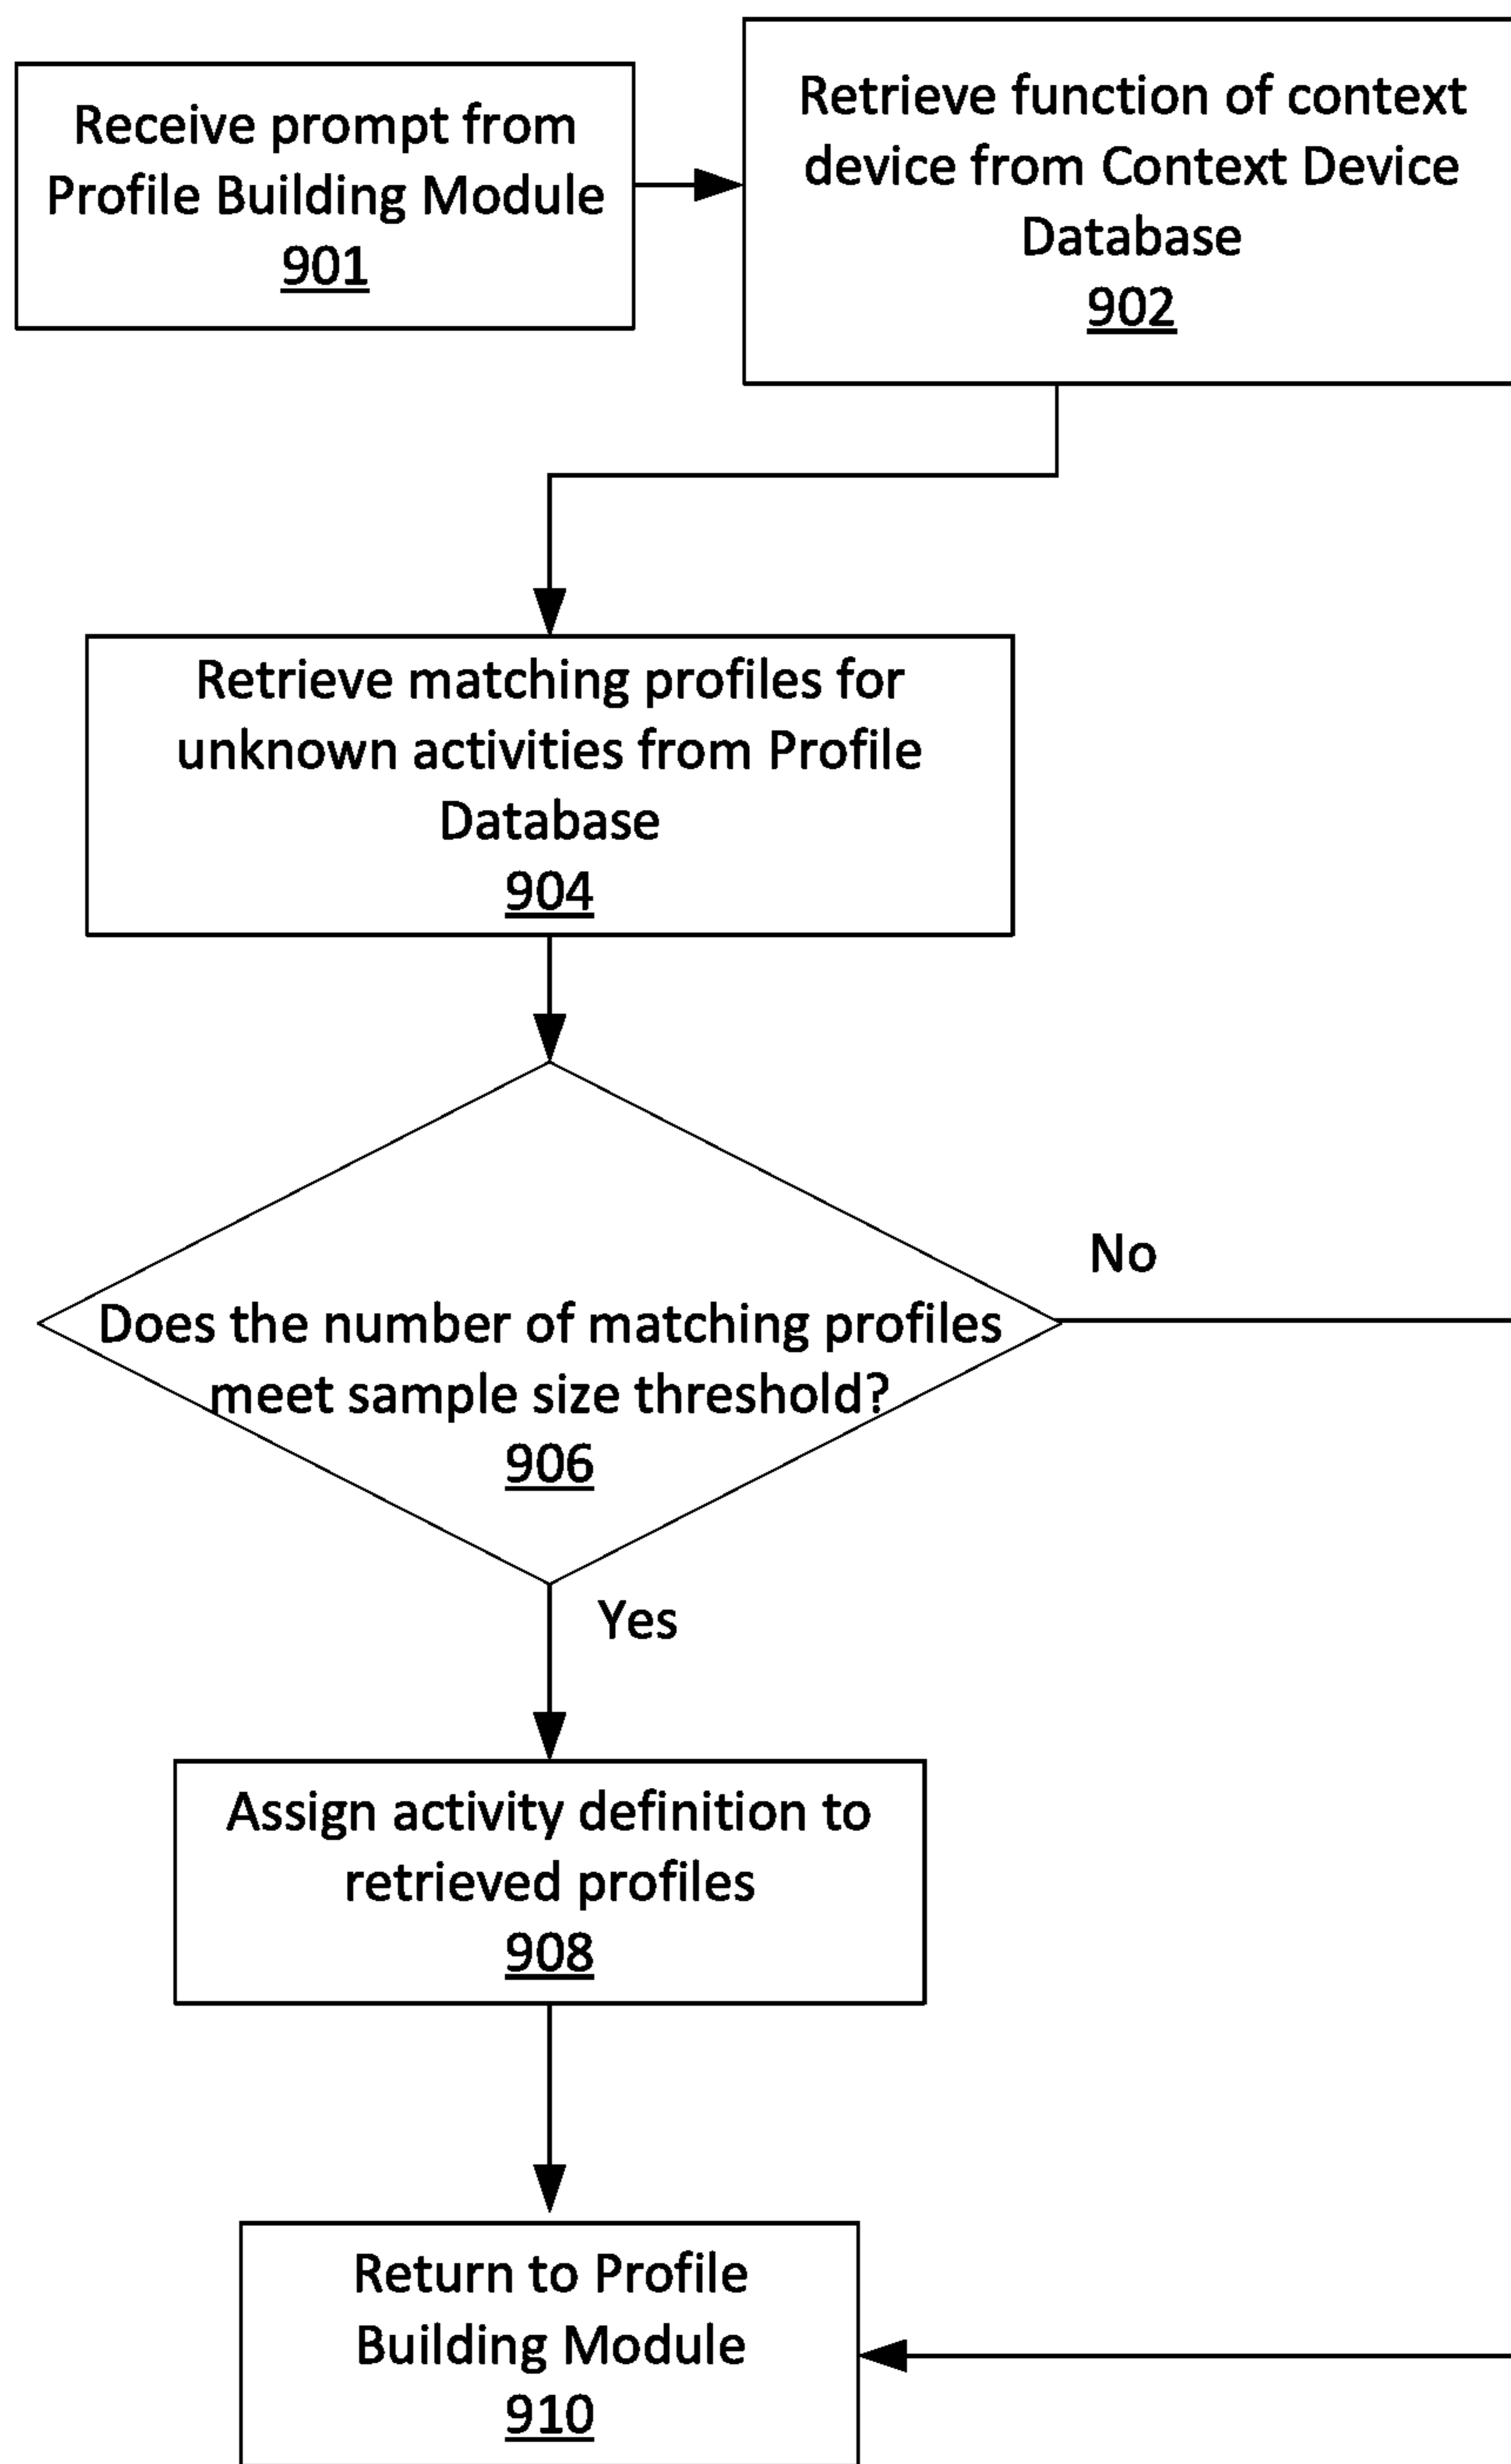 Receive prompt from
Profile Building Module
901
Retrieve function of context
device from Context Device
Database
902
Retrieve matching profiles for
unknown activities from Profile
Database
904
No
Does the number of matching profiles
meet sample size threshold?
906
Yes
Assign activity definition to
retrieved profiles
908
Return to Profile
Building Module
910